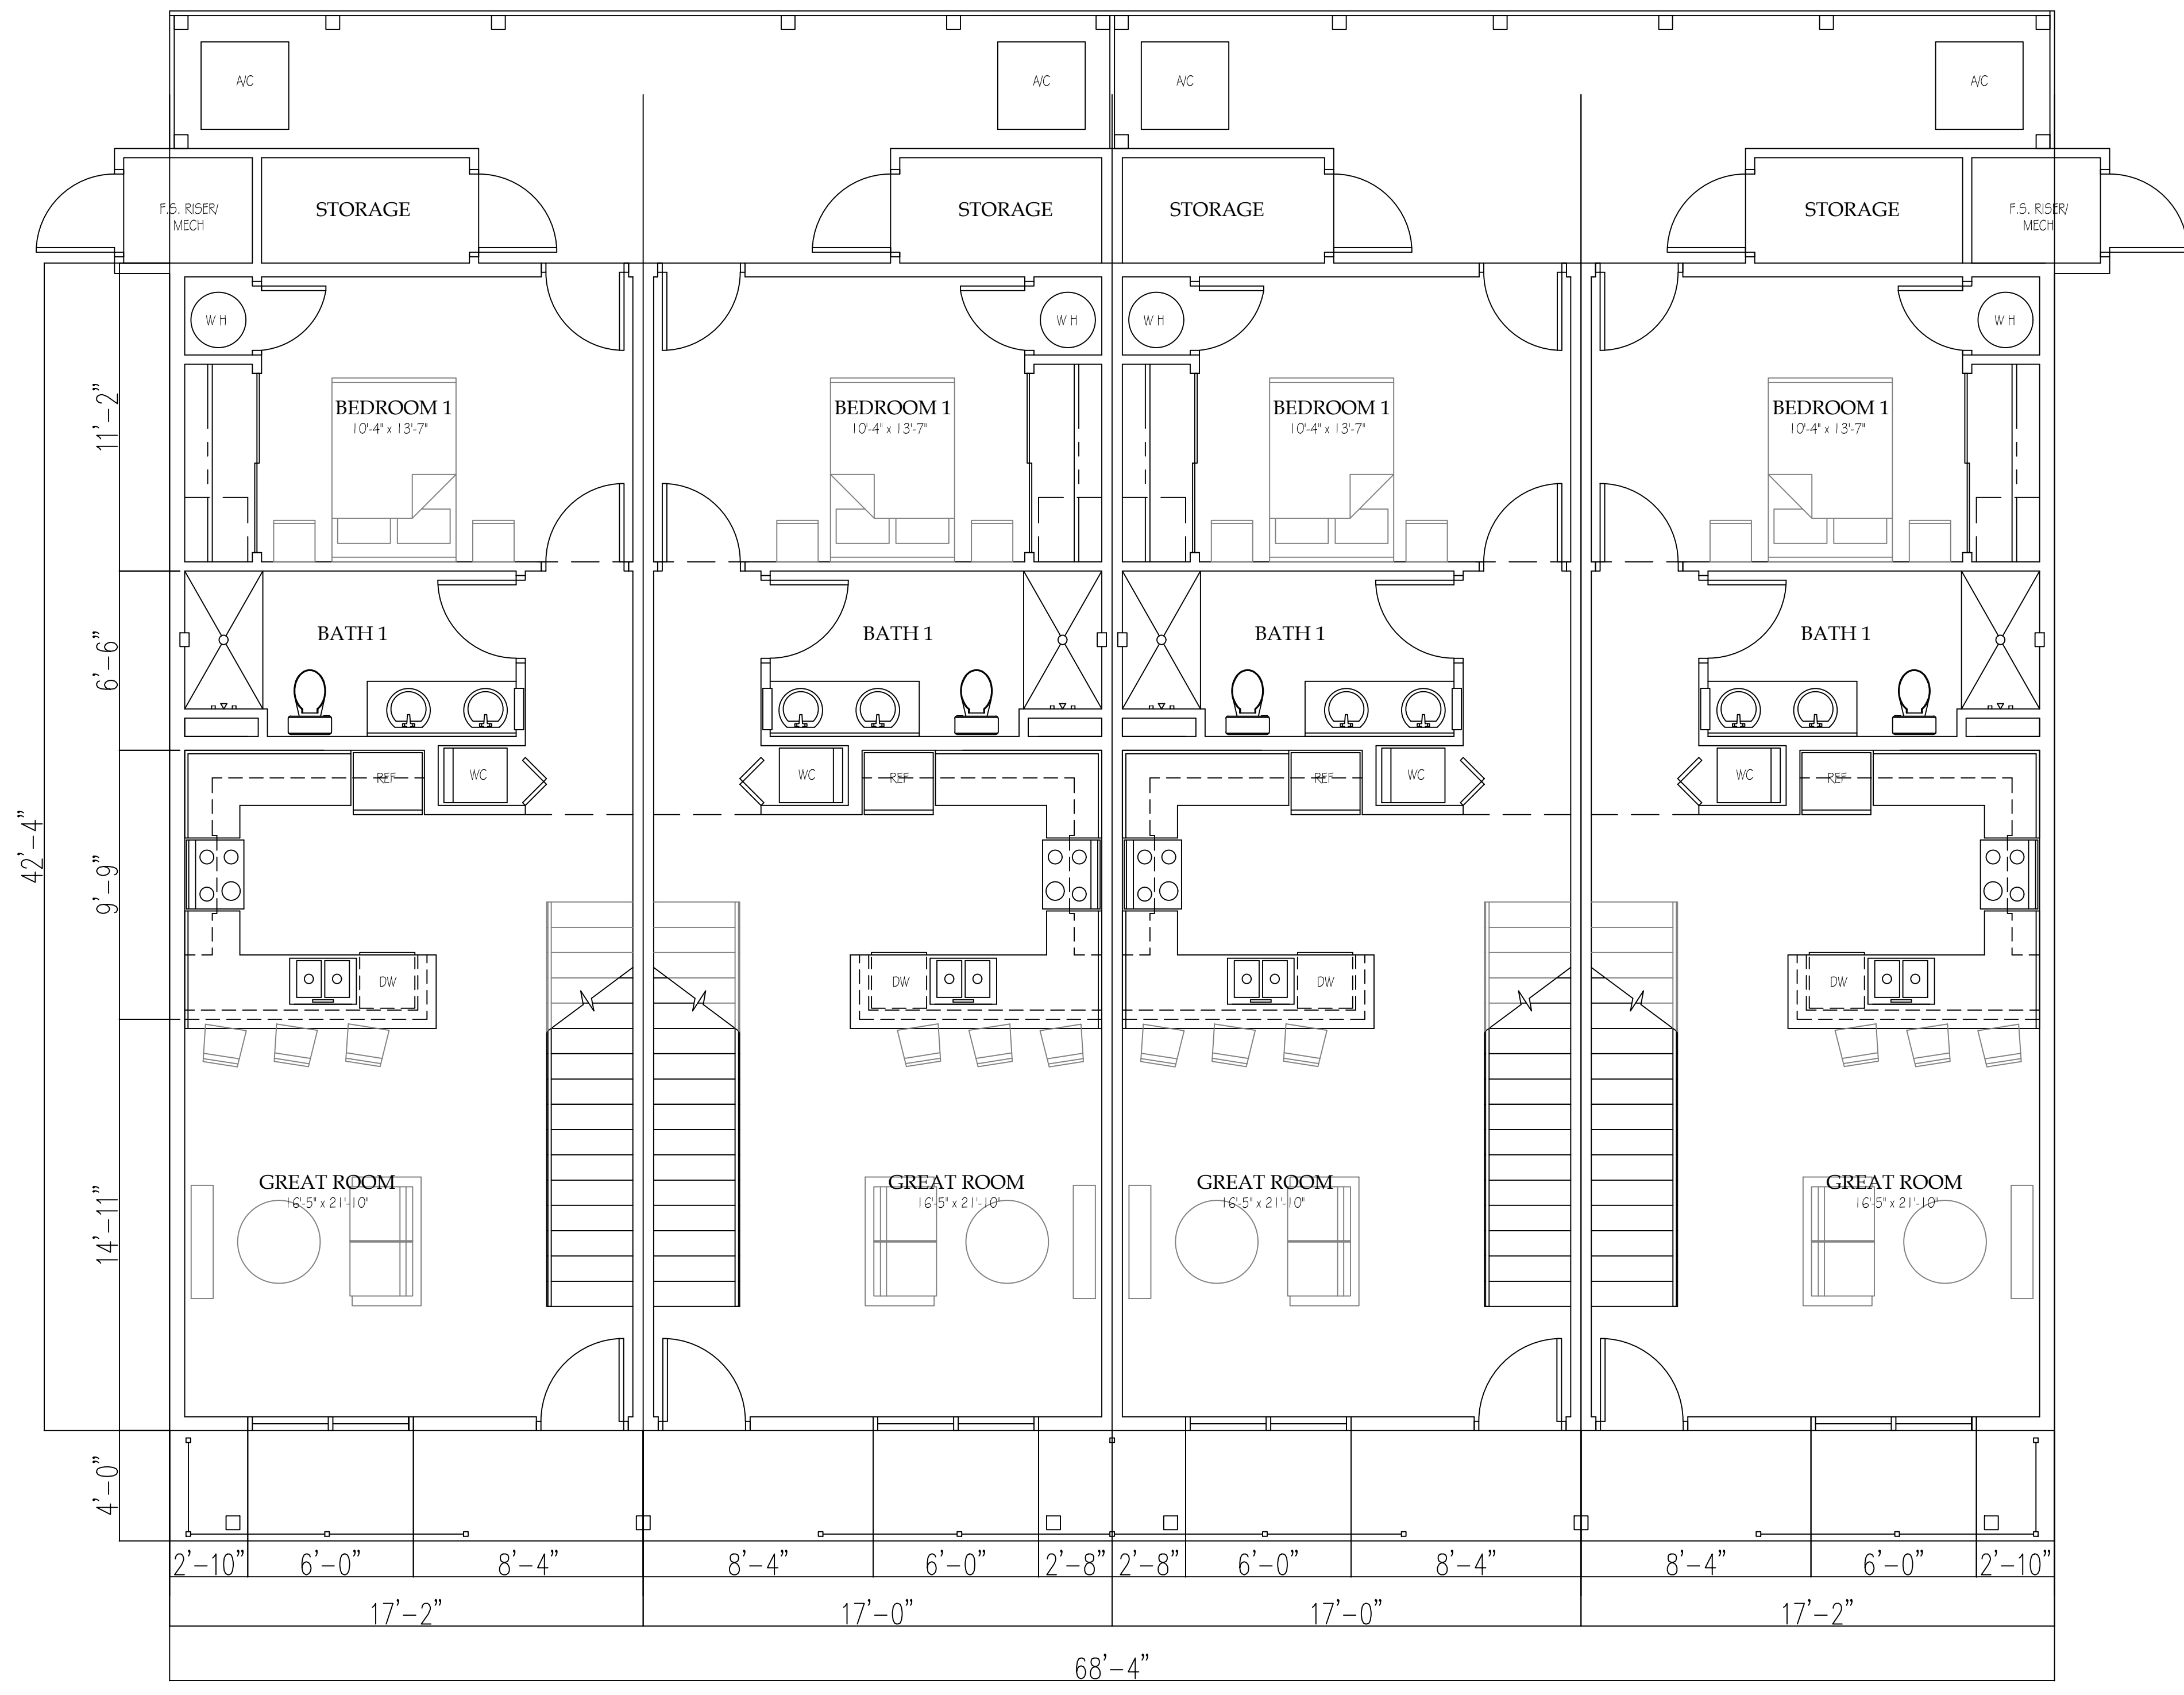 A/C
A/C
A/C
A/C
F.S. RISER/
MECH
STORAGE
STORAGE
STORAGE
STORAGE
F.S. RISER/
MECH
W H
W H
W H
W H
11'-2"
BEDROOM 1
10'-4" x 13'-7"
BEDROOM 1
10'-4" x 13'-7"
BEDROOM 1
10'-4" x 13'-7"
BEDROOM 1
10'-4" x 13'-7"
6'-6"
BATH 1
BATH 1
BATH 1
BATH 1
REF
WC
WC
REF
REF
WC
WC
REF
42'-4"
9'-9"
DW
DW
DW
DW
14'-11"
GREAT ROOM
16'-5" x 21'-10"
GREAT ROOM
16'-5" x 21'-10"
GREAT ROOM
16'-5" x 21'-10"
GREAT ROOM
16'-5" x 21'-10"
4'-0"
2'-10" 6'-0" 8'-4" 8'-4" 6'-0" 2'-8" 2'-8" 6'-0" 8'-4" 8'-4" 6'-0" 2'-10"
17'-2" 17'-0" 17'-0" 17'-2"
68'-4"